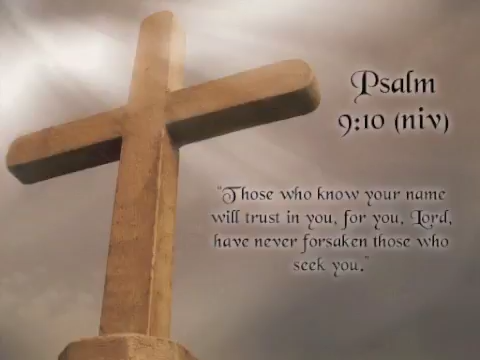 Psalm
9:10 (niv)
"Those who know your name
will trust in you, for you, Lord,
have never forsaken those who
seek you."